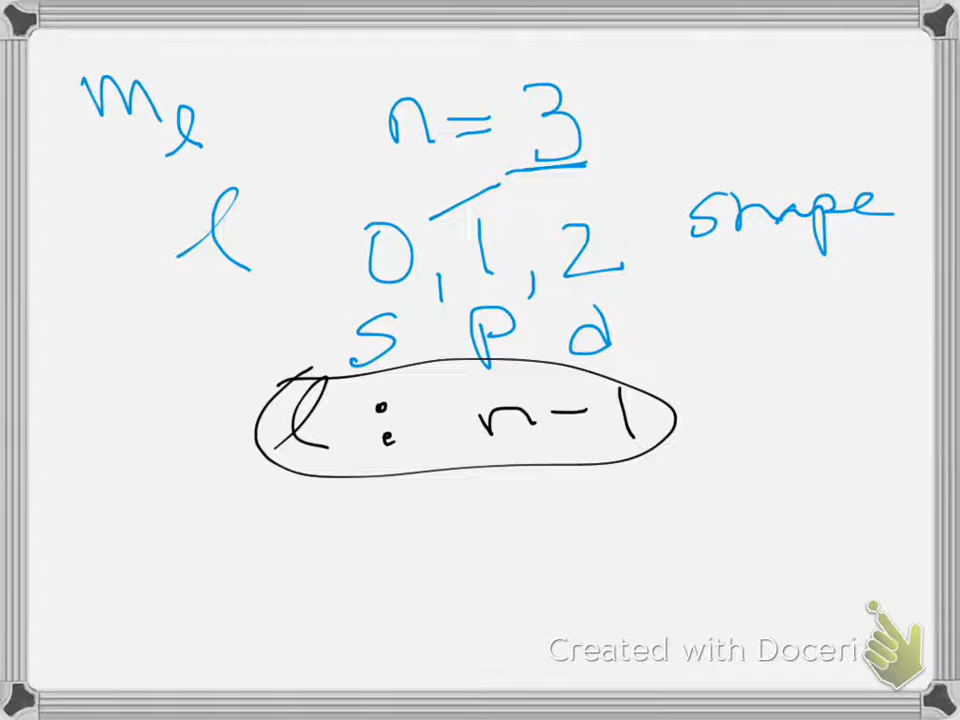 mℓ n = 3
ℓ 0, 1, 2 shape
s p d
ℓ : n - 1
Created with Doceri